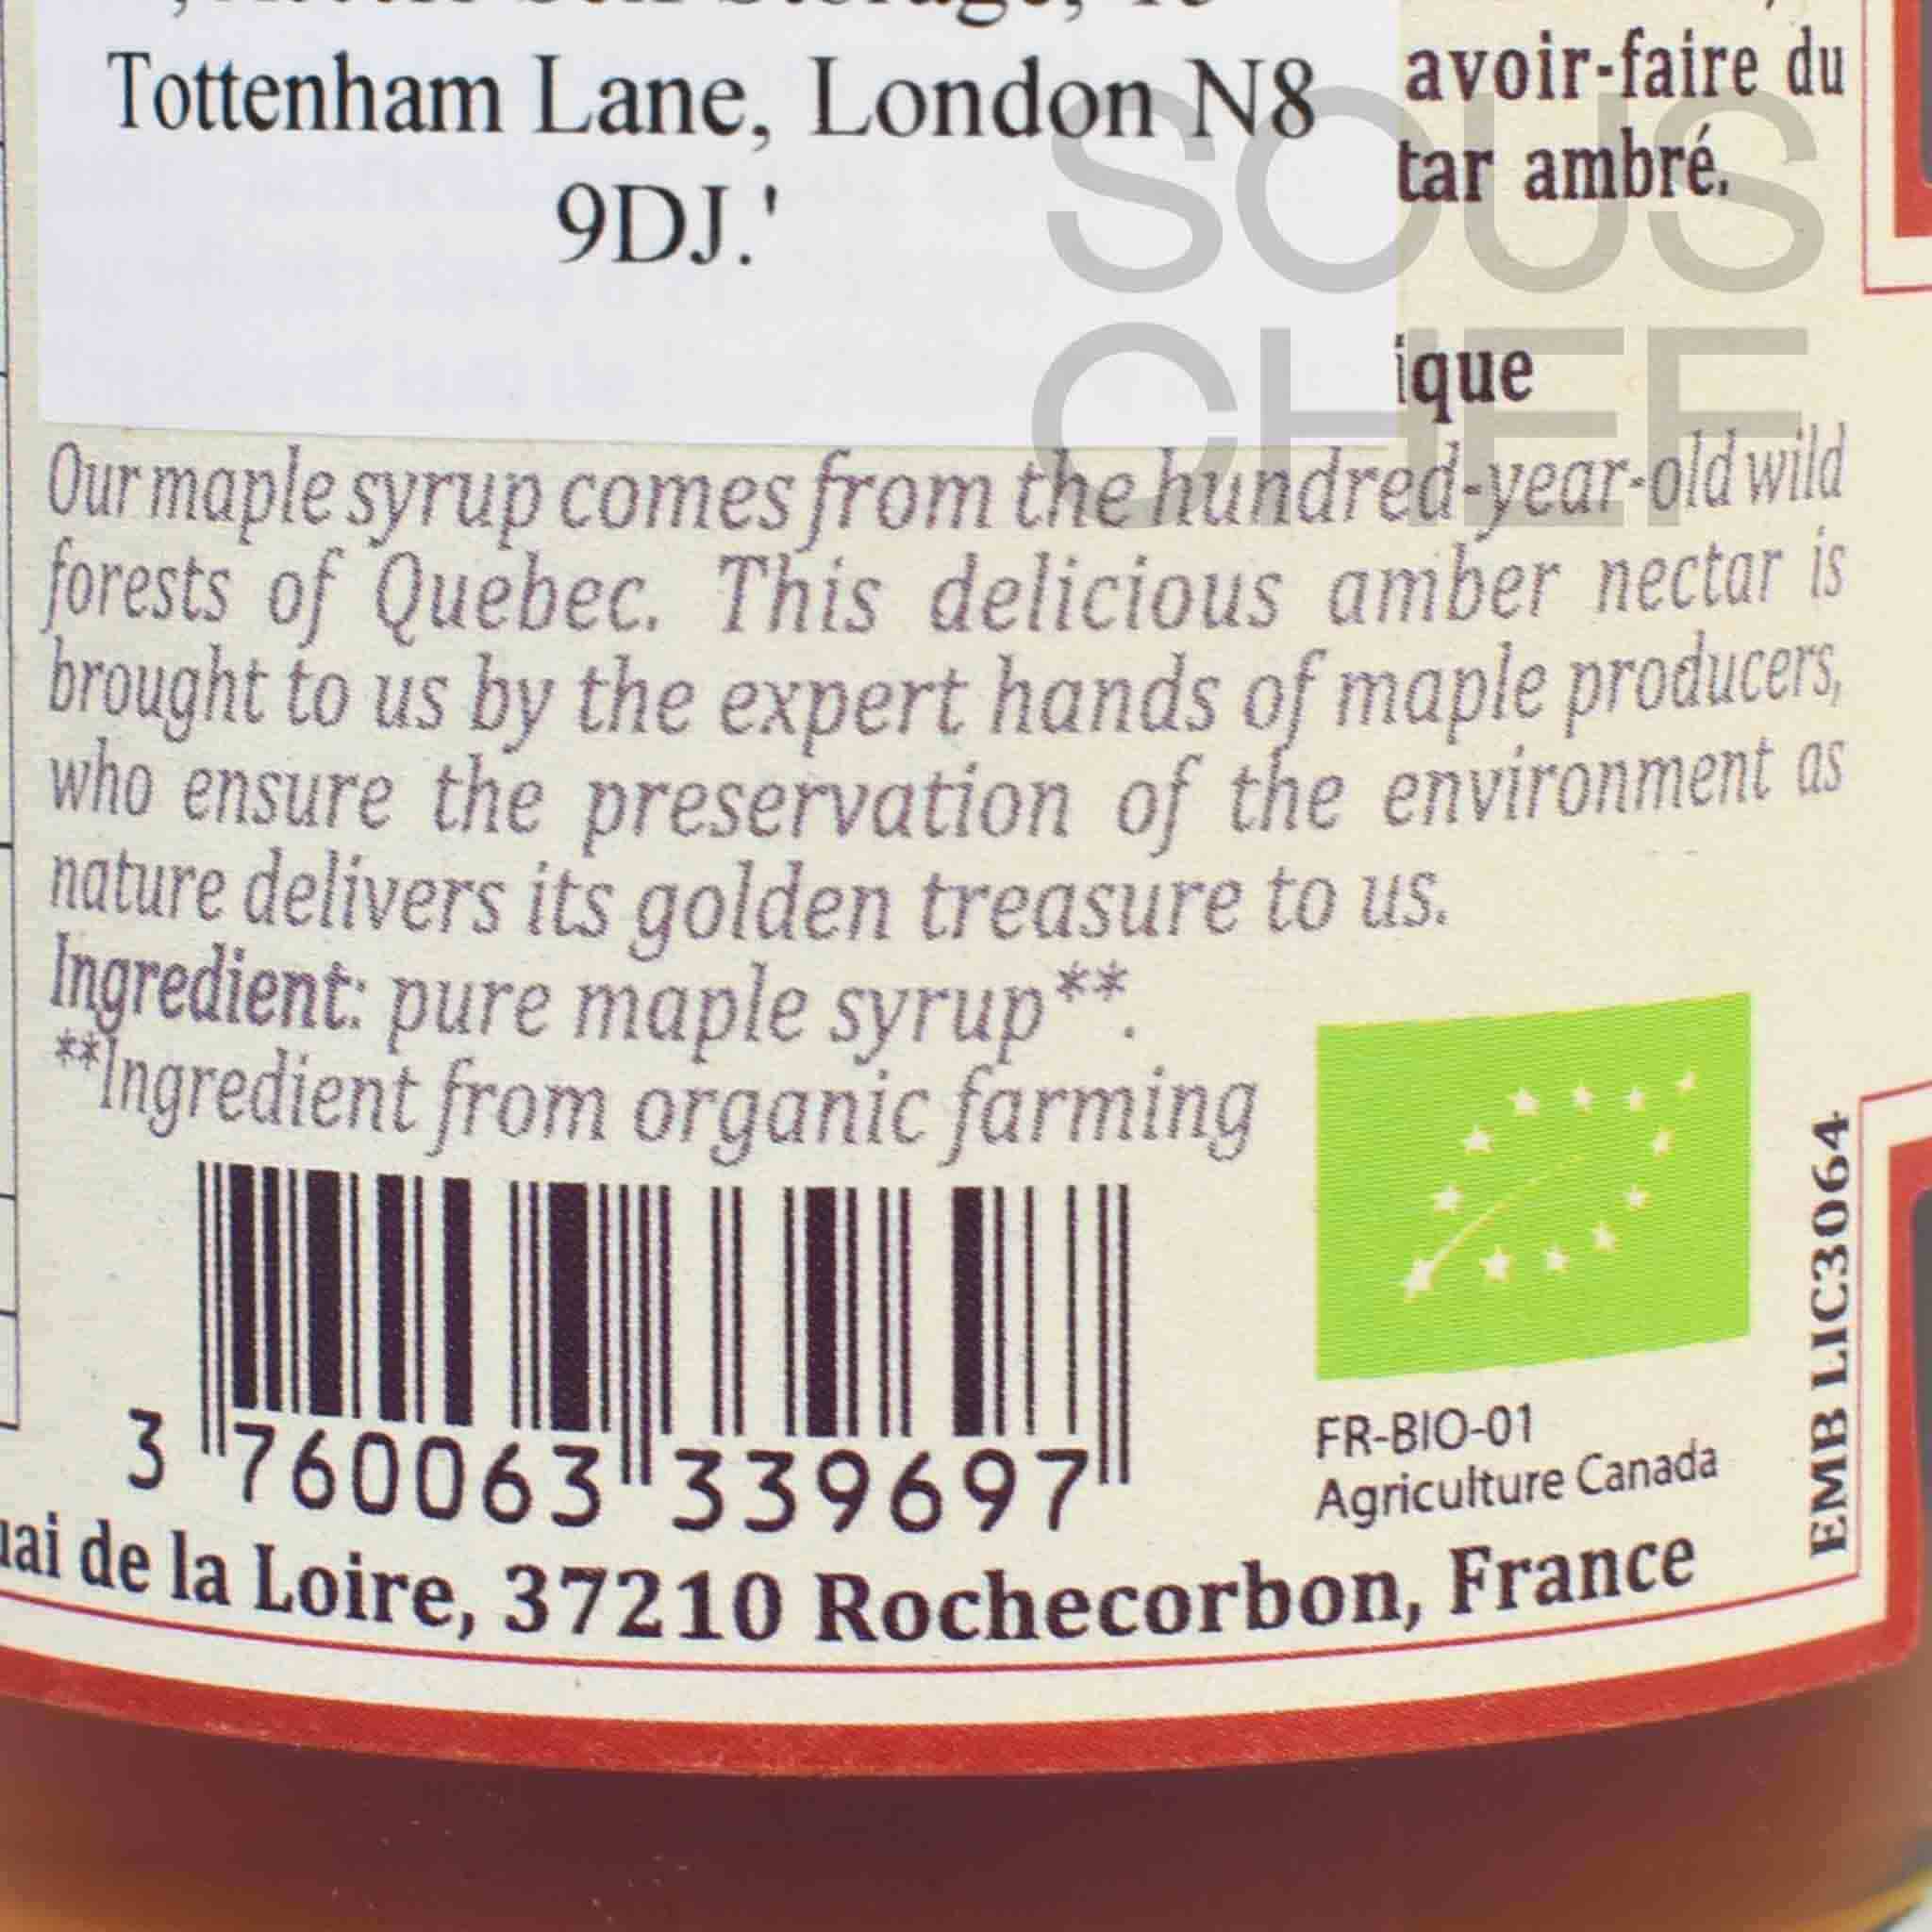 Tottenham Lane, London N8
9DJ.'
avoir-faire du
tar ambré.
SOUS
CHEF
ique
Our maple syrup comes from the hundred-year-old wild
forests of Quebec. This delicious amber nectar is
brought to us by the expert hands of maple producers,
who ensure the preservation of the environment as
nature delivers its golden treasure to us.
Ingredient: pure maple syrup**.
**Ingredient from organic farming
3 760063 339697
FR-BIO-01
Agriculture Canada
EMB LIC3064
uai de la Loire, 37210 Rochecorbon, France